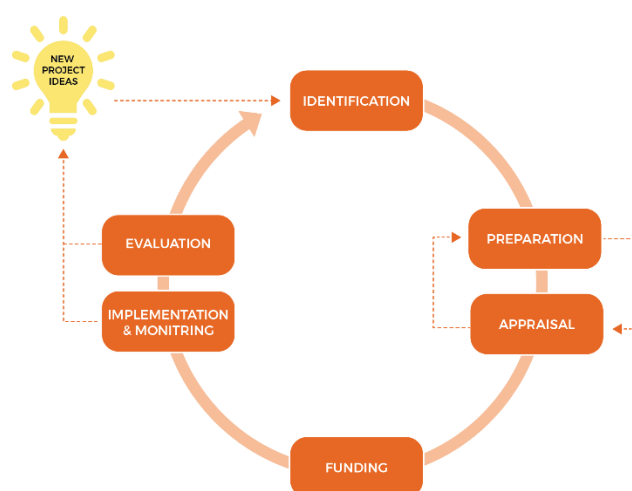 NEW
PROJECT
IDEAS
IDENTIFICATION
PREPARATION
APPRAISAL
FUNDING
IMPLEMENTATION
& MONITRING
EVALUATION